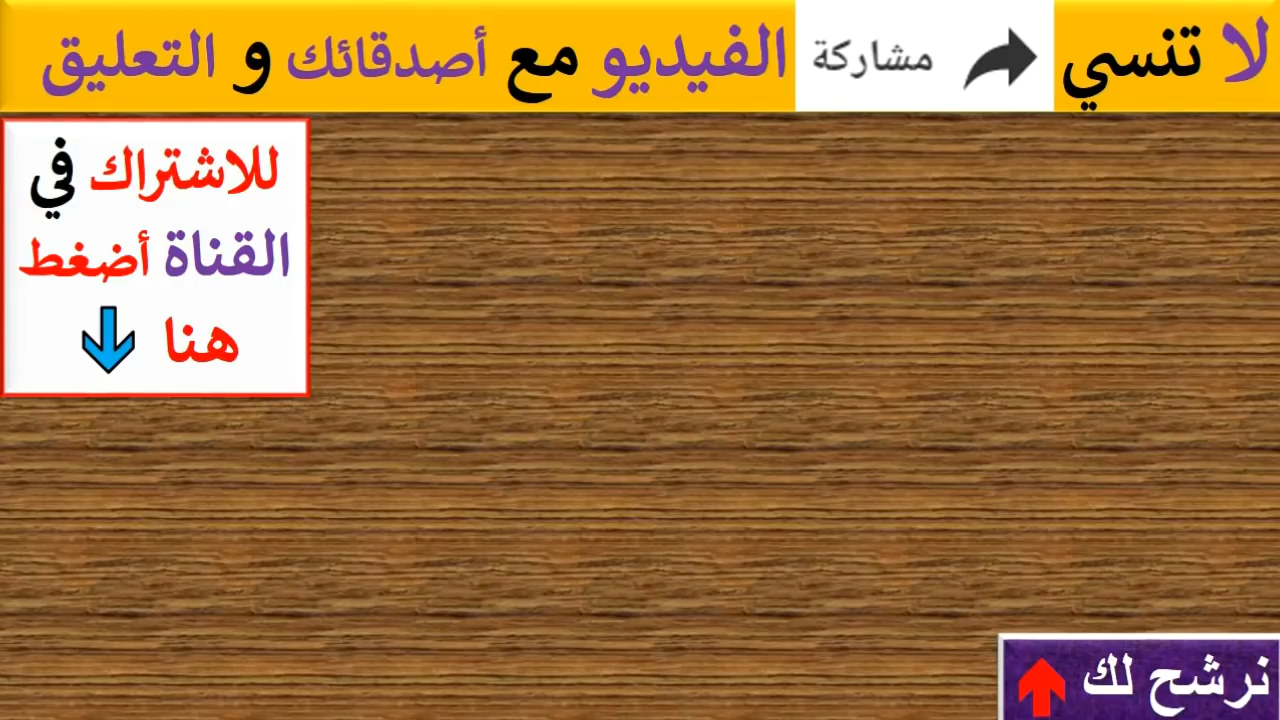 لا تنسي مشاركة الفيديو مع أصدقائك و التعليق
للاشتراك في
القناة أضغط
هنا
نرشح لك